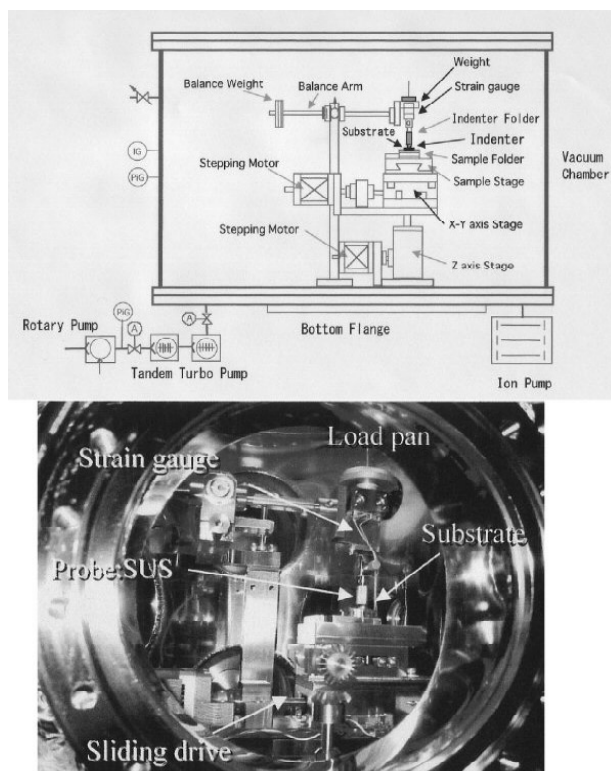 Weight
Strain gauge
Balance Arm
Balance Weight
Indenter Folder
Substrate
Indenter
Sample Folder
Vacuum
Chamber
IG
Stepping Motor
Sample Stage
PiG
X-Y axis Stage
Stepping Motor
Z axis Stage
PiG
A
Rotary Pump
A
Bottom Flange
Tandem Turbo Pump
Ion Pump
Load pan
Strain gauge
Substrate
Probe:SUS
Sliding drive